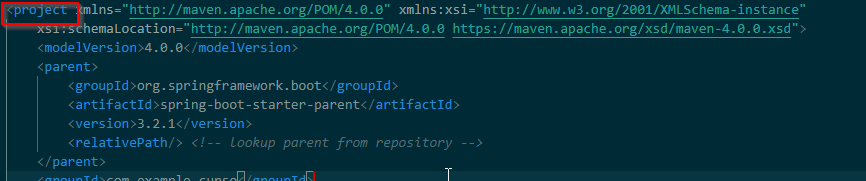 <project xmlns="http://maven.apache.org/POM/4.0.0" xmlns:xsi="http://www.w3.org/2001/XMLSchema-instance"
xsi:schemaLocation="http://maven.apache.org/POM/4.0.0 https://maven.apache.org/xsd/maven-4.0.0.xsd">
<modelVersion>4.0.0</modelVersion>
<parent>
<groupId>org.springframework.boot</groupId>
<artifactId>spring-boot-starter-parent</artifactId>
<version>3.2.1</version>
<relativePath/> <!-- lookup parent from repository -->
</parent>
<groupId>com.example.curso</groupId>